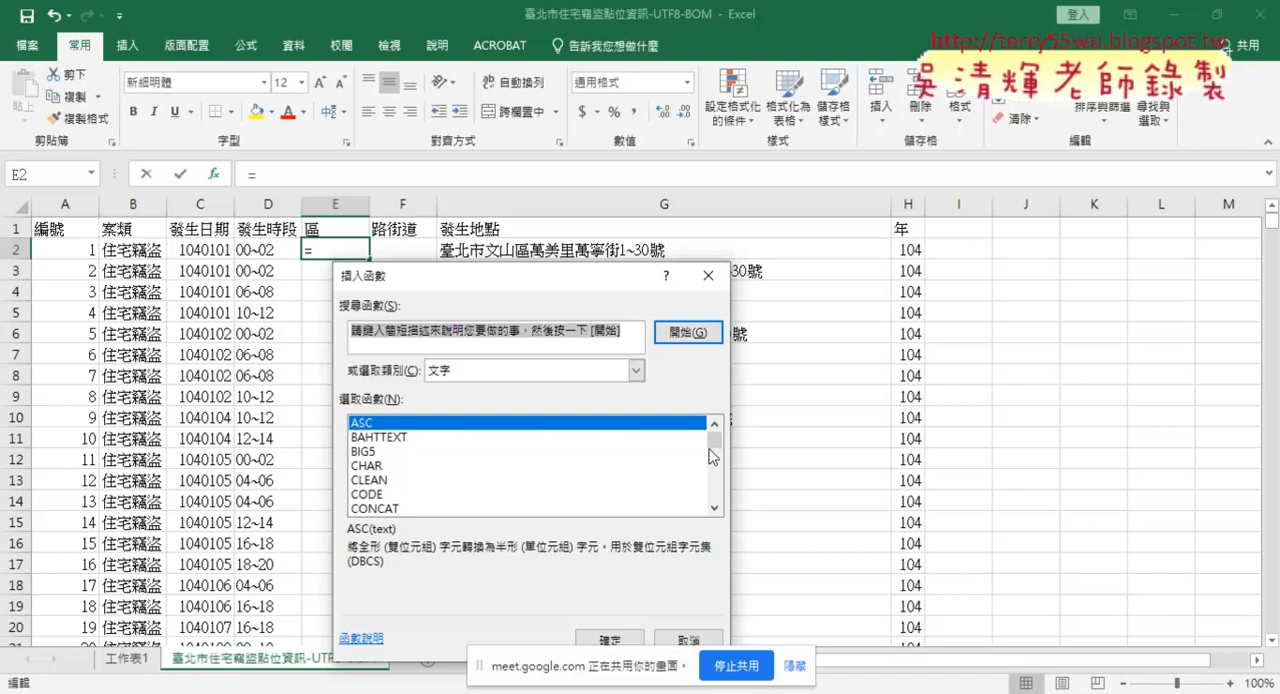 臺北市住宅竊盜點位資訊-UTF8-BOM - Excel
登入
檔案 常用 插入 版面配置 公式 資料 校閱 檢視 說明 ACROBAT 告訴我您想做什麼 共用
http://terry55wu.blogspot.tw
吳清輝老師錄製
貼上 剪下 複製 複製格式 剪貼簿
新細明體 12 B I U 字型
自動換列 跨欄置中 對齊方式
通用格式 $ % , 數值
設定格式化的條件 格式化為表格 儲存格樣式 樣式
插入 刪除 格式 儲存格
清除 排序與篩選 尋找與選取 編輯
E2 fx =
A B C D E F G H I J K L M
1 編號 案類 發生日期 發生時段 區 路街道 發生地點 年
2 1 住宅竊盜 1040101 00~02 = 臺北市文山區萬美里萬寧街1~30號 104
3 2 住宅竊盜 1040101 00~02 30號 104
4 3 住宅竊盜 1040101 06~08 104
5 4 住宅竊盜 1040101 10~12 104
6 5 住宅竊盜 1040102 00~02 號 104
7 6 住宅竊盜 1040102 06~08 104
8 7 住宅竊盜 1040102 06~08 104
9 8 住宅竊盜 1040102 10~12 104
10 9 住宅竊盜 1040104 10~12 104
11 10 住宅竊盜 1040104 12~14 104
12 11 住宅竊盜 1040105 00~02 104
13 12 住宅竊盜 1040105 04~06 104
14 13 住宅竊盜 1040105 04~06 104
15 14 住宅竊盜 1040105 12~14 104
16 15 住宅竊盜 1040105 16~18 104
17 16 住宅竊盜 1040105 18~20 104
18 17 住宅竊盜 1040106 04~06 104
19 18 住宅竊盜 1040106 16~18 104
20 19 住宅竊盜 1040107 16~18 104
插入函數 ?
搜尋函數(S):
請鍵入簡短描述來說明您要做的事，然後按一下 [開始]
開始(G)
或選取類別(C): 文字
選取函數(N):
ASC
BAHTTEXT
BIG5
CHAR
CLEAN
CODE
CONCAT
ASC(text)
將全形 (雙位元組) 字元轉換為半形 (單位元組) 字元，用於雙位元組字元集
(DBCS)
函數說明 確定 取消
工作表1 臺北市住宅竊盜點位資訊-UTF
meet.google.com 正在共用你的畫面。 停止共用 隱藏
編輯 100%